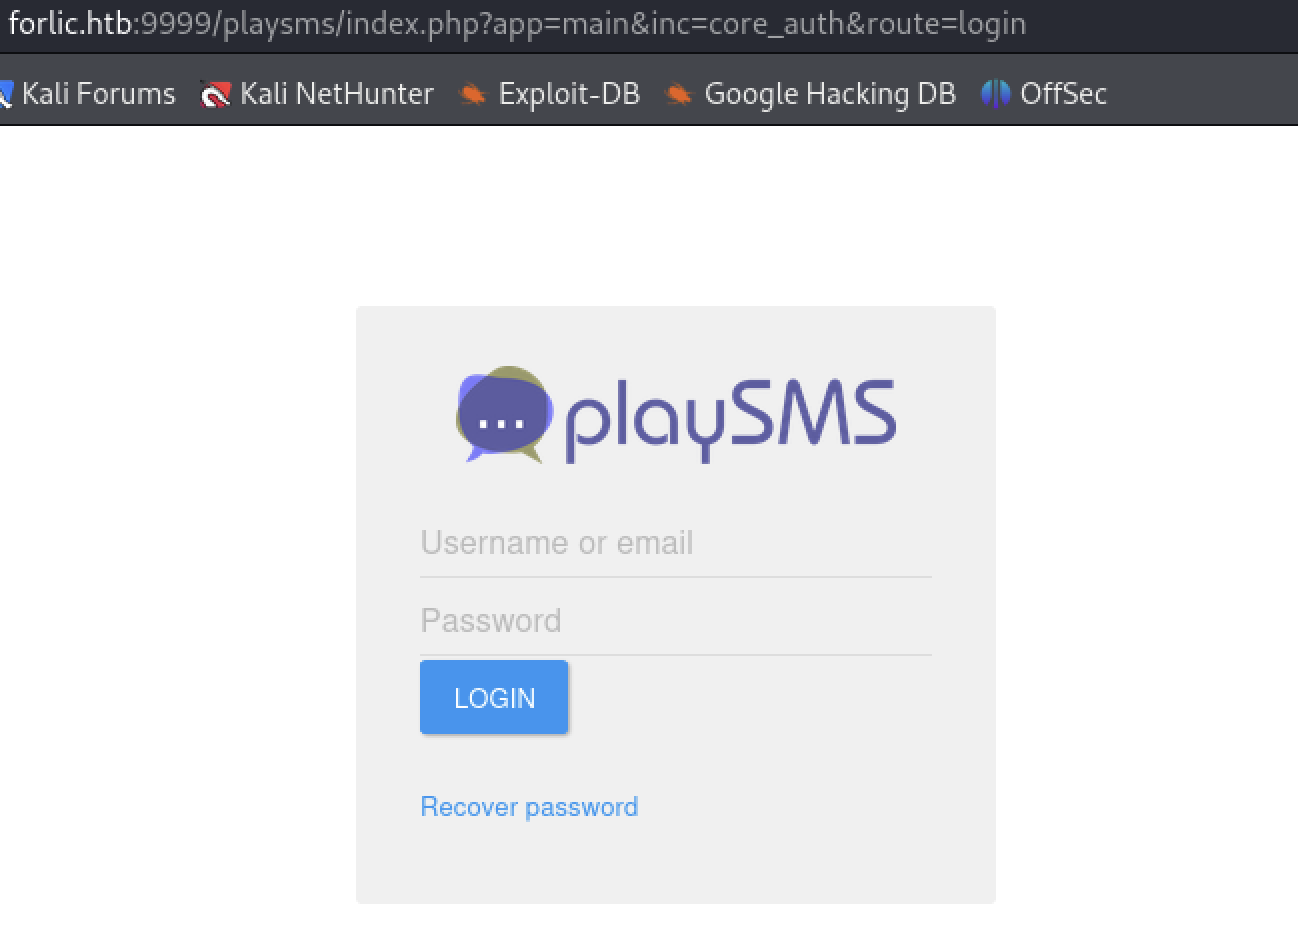 forlic.htb:9999/playsms/index.php?app=main&inc=core_auth&route=login
Kali Forums Kali NetHunter Exploit-DB Google Hacking DB OffSec
playSMS
Username or email
Password
LOGIN
Recover password